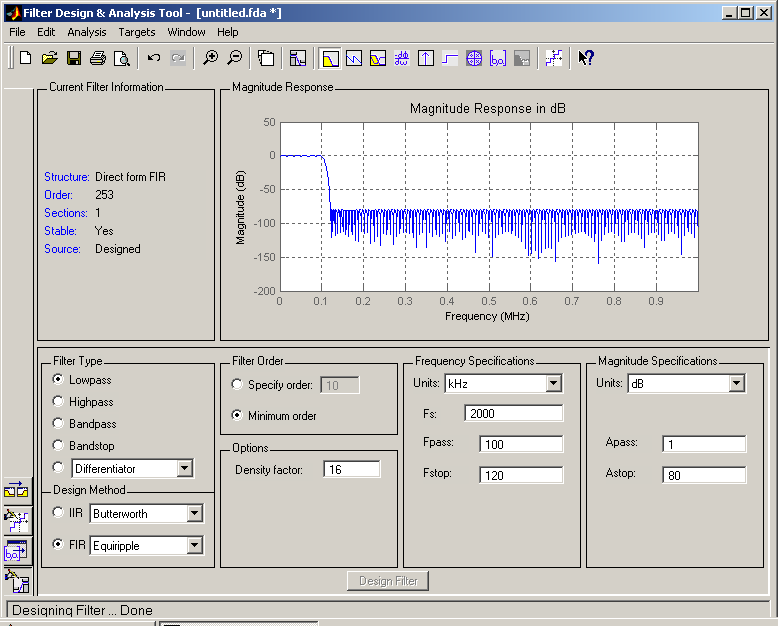 Filter Design & Analysis Tool - [untitled.fda *]
File Edit Analysis Targets Window Help
Current Filter Information
Structure: Direct form FIR
Order: 253
Sections: 1
Stable: Yes
Source: Designed
Magnitude Response
Magnitude Response in dB
Magnitude (dB)
50
0
-50
-100
-150
-200
0 0.1 0.2 0.3 0.4 0.5 0.6 0.7 0.8 0.9
Frequency (MHz)
Filter Type
Lowpass
Highpass
Bandpass
Bandstop
Differentiator
Design Method
IIR Butterworth
FIR Equiripple
Filter Order
Specify order: 10
Minimum order
Options
Density factor: 16
Frequency Specifications
Units: kHz
Fs: 2000
Fpass: 100
Fstop: 120
Magnitude Specifications
Units: dB
Apass: 1
Astop: 80
Design Filter
Designing Filter ... Done